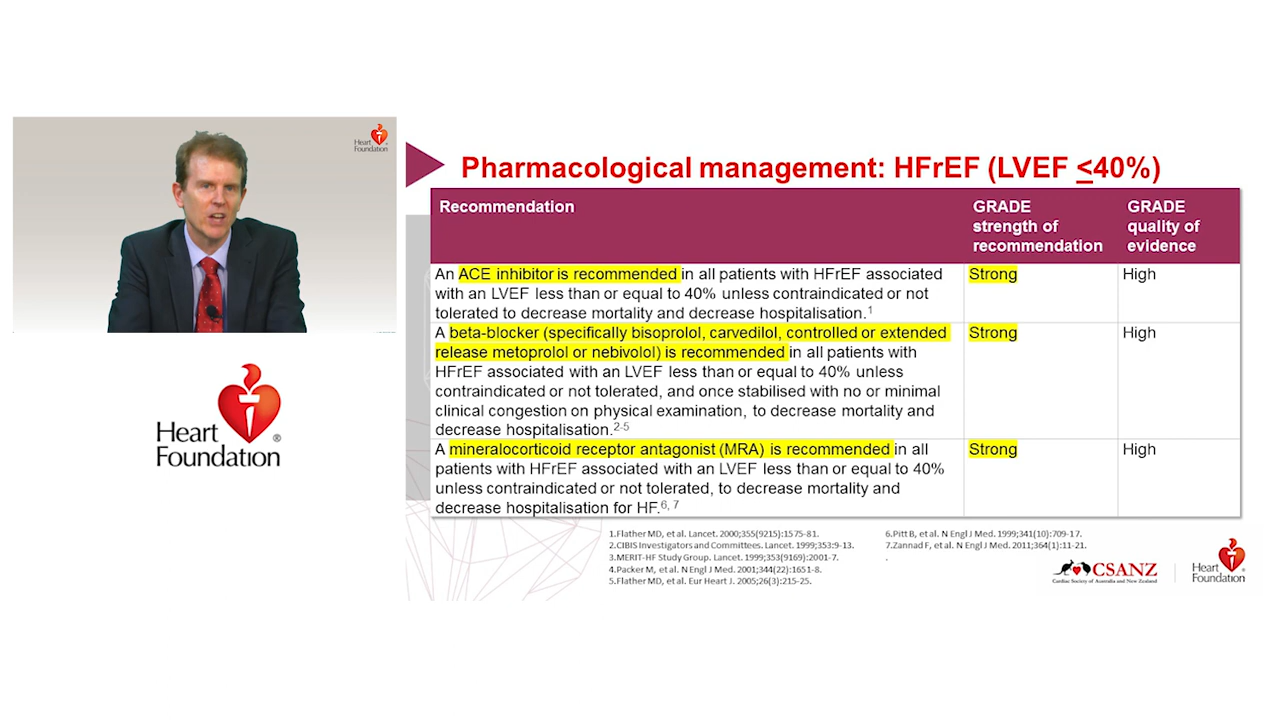 Heart
Foundation
Heart
Foundation
®
Pharmacological management: HFrEF (LVEF ≤40%)
Recommendation
GRADE
strength of
recommendation
GRADE
quality of
evidence
An ACE inhibitor is recommended in all patients with HFrEF associated
with an LVEF less than or equal to 40% unless contraindicated or not
tolerated to decrease mortality and decrease hospitalisation.1
Strong
High
A beta-blocker (specifically bisoprolol, carvedilol, controlled or extended
release metoprolol or nebivolol) is recommended in all patients with
HFrEF associated with an LVEF less than or equal to 40% unless
contraindicated or not tolerated, and once stabilised with no or minimal
clinical congestion on physical examination, to decrease mortality and
decrease hospitalisation.2-5
Strong
High
A mineralocorticoid receptor antagonist (MRA) is recommended in all
patients with HFrEF associated with an LVEF less than or equal to 40%
unless contraindicated or not tolerated, to decrease mortality and
decrease hospitalisation for HF.6, 7
Strong
High
1.Flather MD, et al. Lancet. 2000;355(9215):1575-81.
2.CIBIS Investigators and Committees. Lancet. 1999;353:9-13.
3.MERIT-HF Study Group. Lancet. 1999;353(9169):2001-7.
4.Packer M, et al. N Engl J Med. 2001;344(22):1651-8.
5.Flather MD, et al. Eur Heart J. 2005;26(3):215-25.
6.Pitt B, et al. N Engl J Med. 1999;341(10):709-17.
7.Zannad F, et al. N Engl J Med. 2011;364(1):11-21.
.
CSANZ
Cardiac Society of Australia and New Zealand
Heart
Foundation